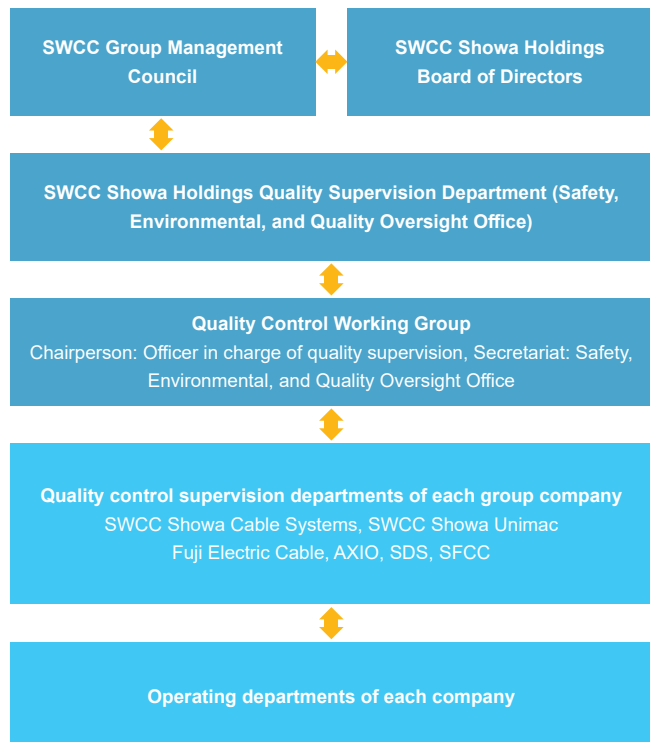 SWCC Group Management
Council
SWCC Showa Holdings
Board of Directors
SWCC Showa Holdings Quality Supervision Department (Safety,
Environmental, and Quality Oversight Office)
Quality Control Working Group
Chairperson: Officer in charge of quality supervision, Secretariat: Safety,
Environmental, and Quality Oversight Office
Quality control supervision departments of each group company
SWCC Showa Cable Systems, SWCC Showa Unimac
Fuji Electric Cable, AXIO, SDS, SFCC
Operating departments of each company